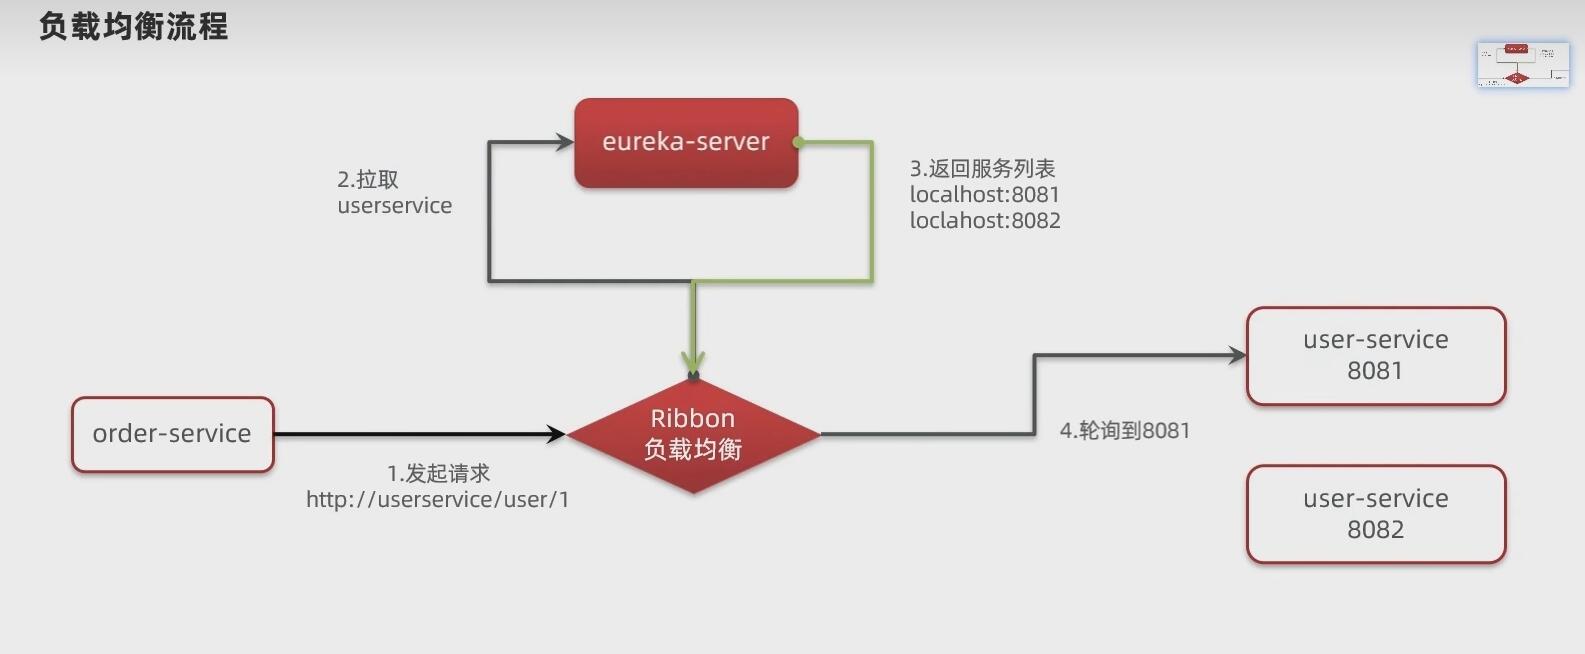 负载均衡流程
eureka-server
2.拉取
userservice
3.返回服务列表
localhost:8081
loclahost:8082
user-service
8081
order-service
Ribbon
负载均衡
4.轮询到8081
1.发起请求
http://userservice/user/1
user-service
8082